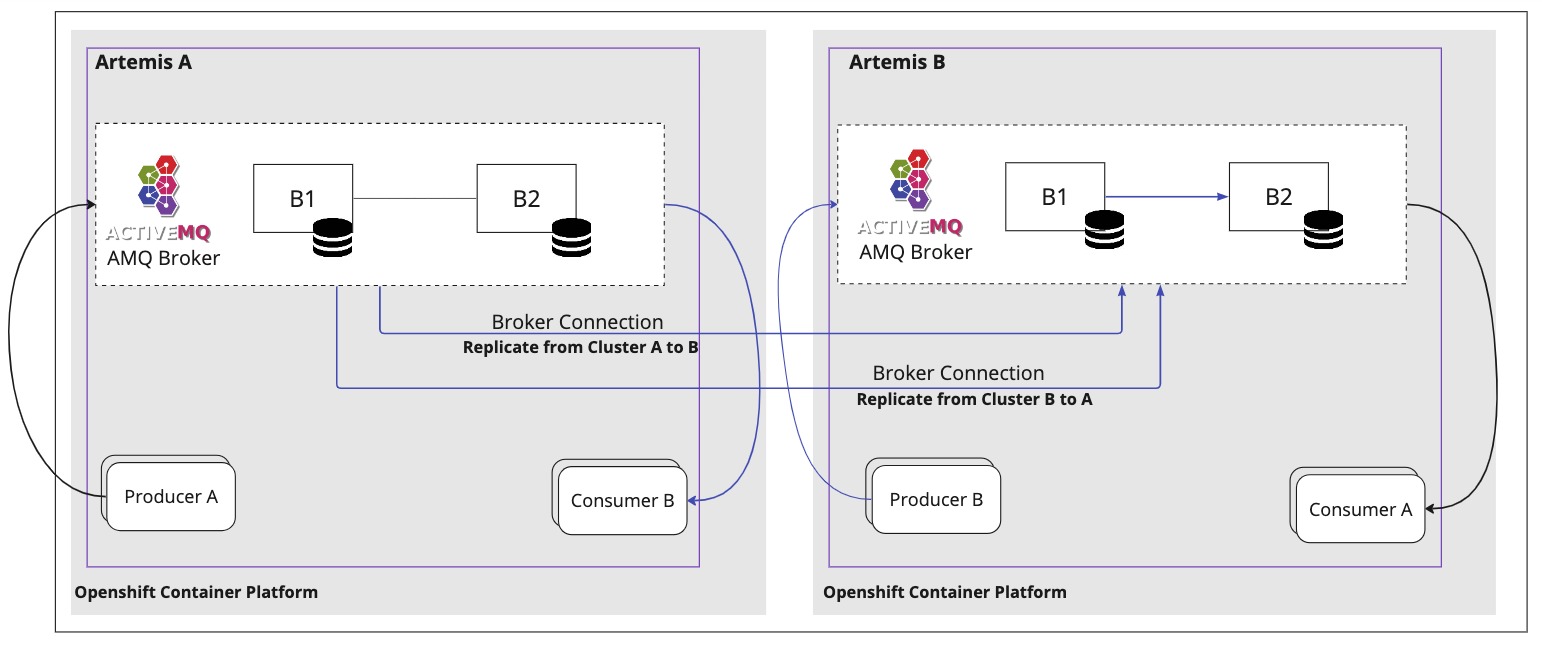 Artemis A
B1
B2
ACTIVEMQ
AMQ Broker
Artemis B
B1
B2
ACTIVEMQ
AMQ Broker
Broker Connection
Replicate from Cluster A to B
Broker Connection
Replicate from Cluster B to A
Producer A
Consumer B
Producer B
Consumer A
Openshift Container Platform
Openshift Container Platform